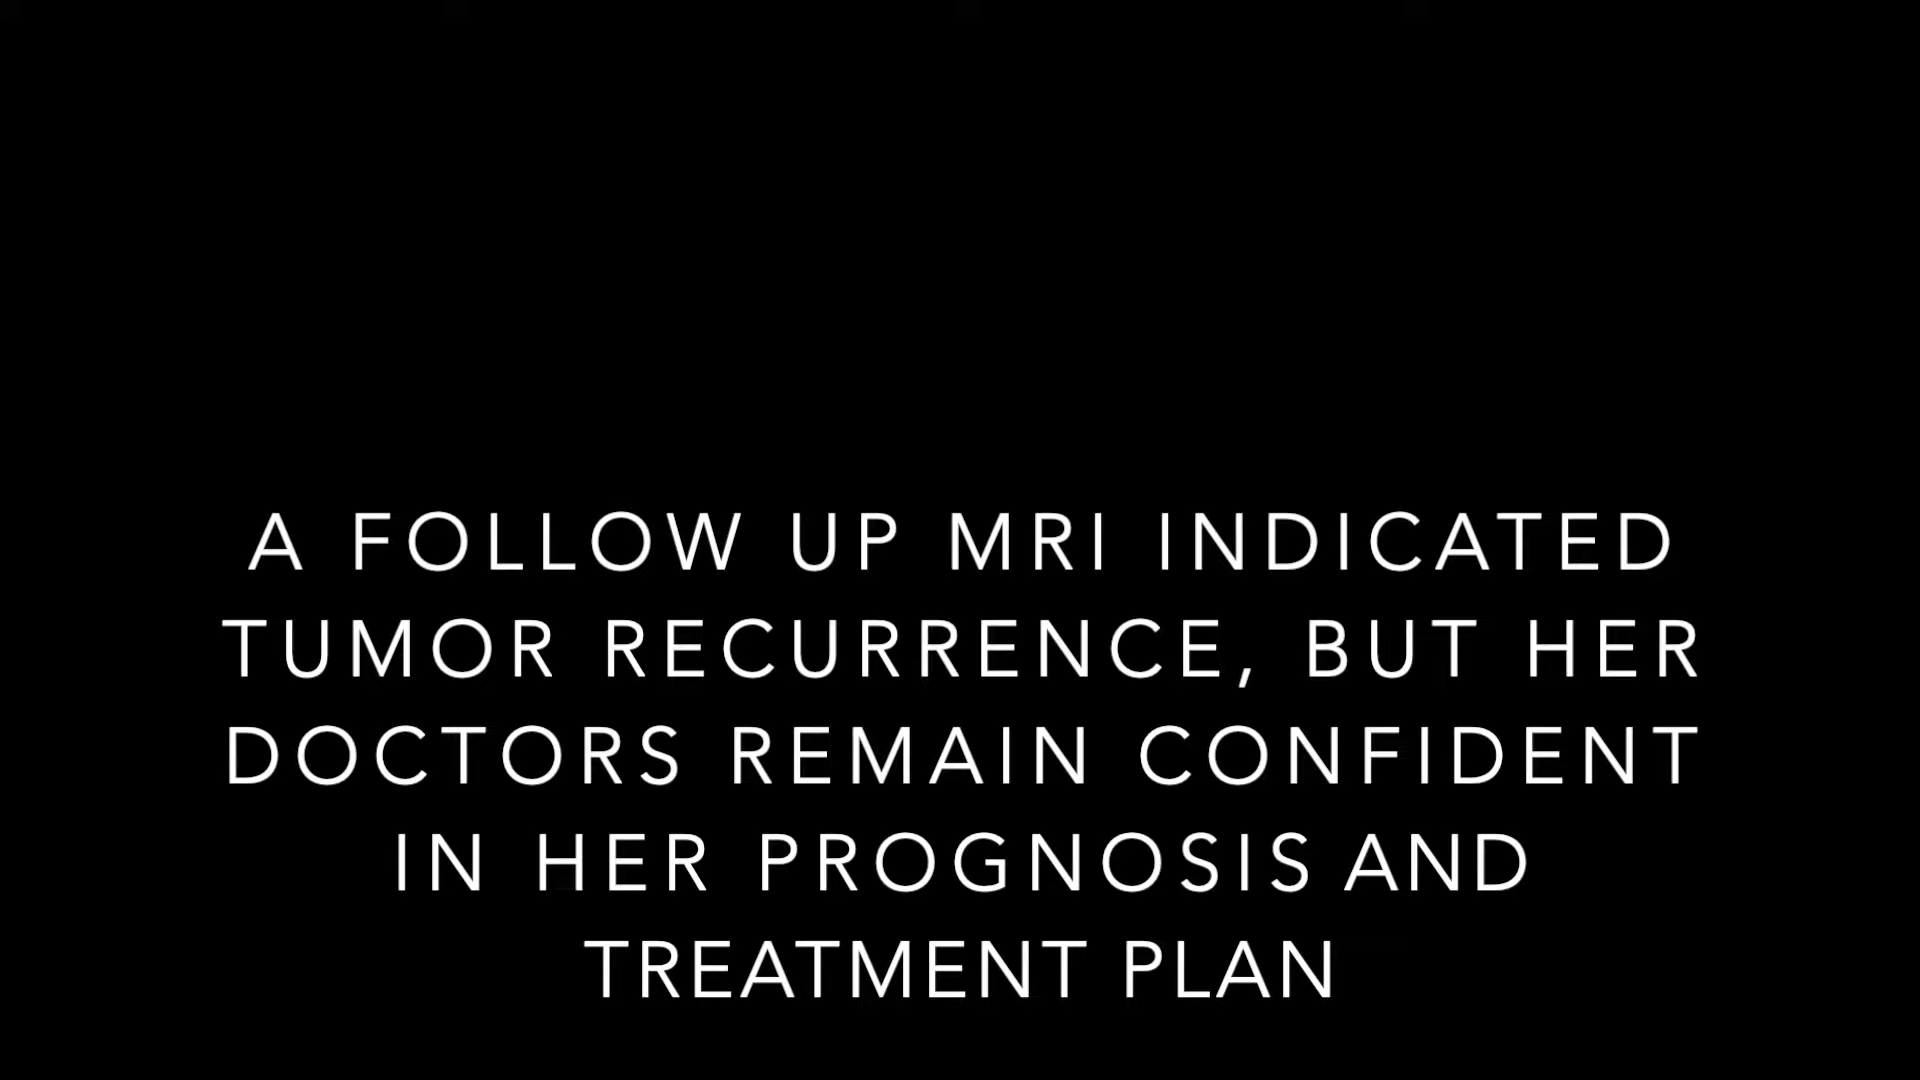 A FOLLOW UP MRI INDICATED
TUMOR RECURRENCE, BUT HER
DOCTORS REMAIN CONFIDENT
IN HER PROGNOSIS AND
TREATMENT PLAN